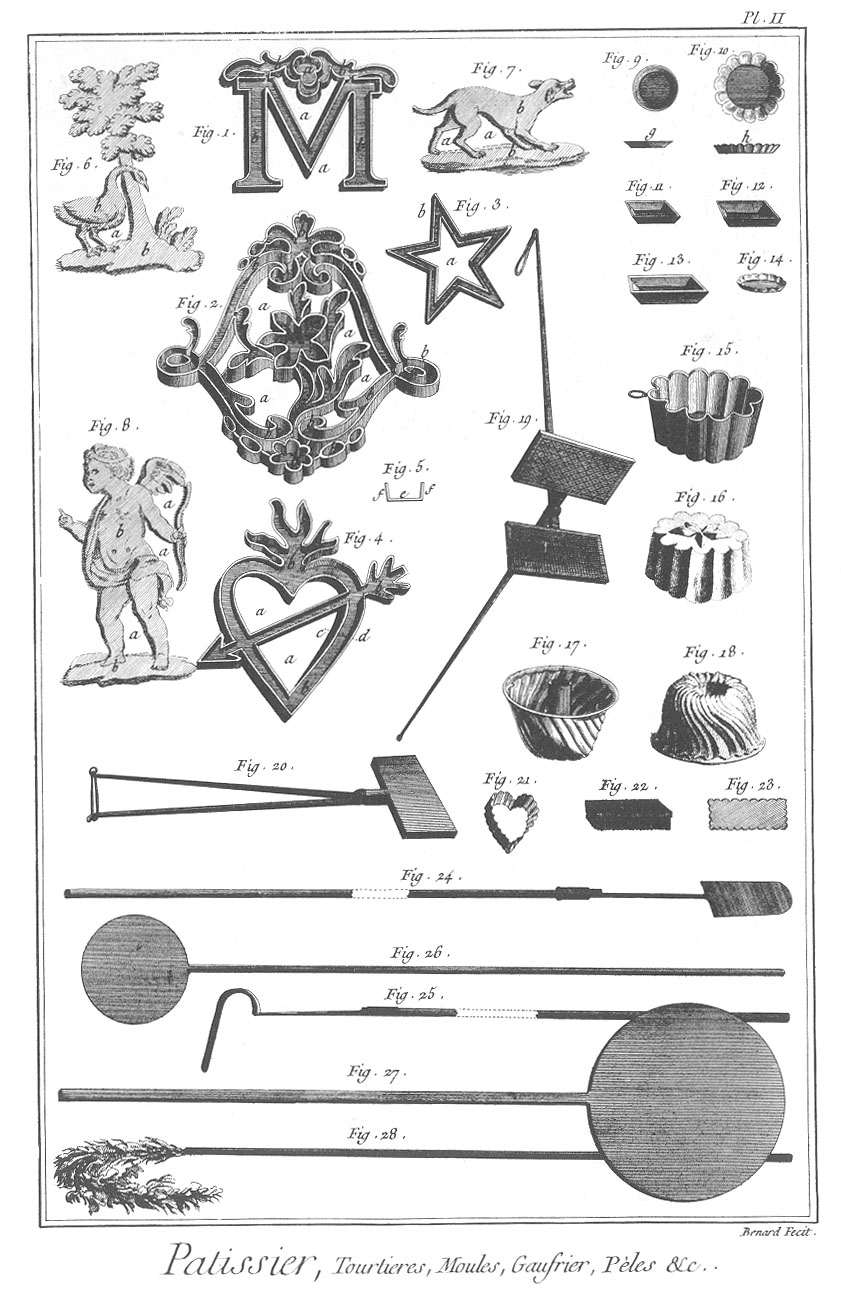 Pl. II
Fig. 1.
a
a
a
b
b
Fig. 7.
a
a
b
b
Fig. 9.
g
Fig. 10.
h
Fig. 6.
b
a
b
Fig. 3.
b
a
Fig. 11.
Fig. 12.
Fig. 13.
Fig. 14.
Fig. 2.
a
a
a
a
b
b
Fig. 15.
Fig. 19.
Fig. 8.
a
b
a
a
b
Fig. 5.
f e f
Fig. 16.
Fig. 4.
b
a
c
d
a
Fig. 17.
Fig. 18.
Fig. 20.
Fig. 21.
Fig. 22.
Fig. 23.
Fig. 24.
Fig. 26.
Fig. 25.
Fig. 27.
Fig. 28.
Benard Fecit.
Patissier, Tourtieres, Moules, Gaufrier, Pèles &c..